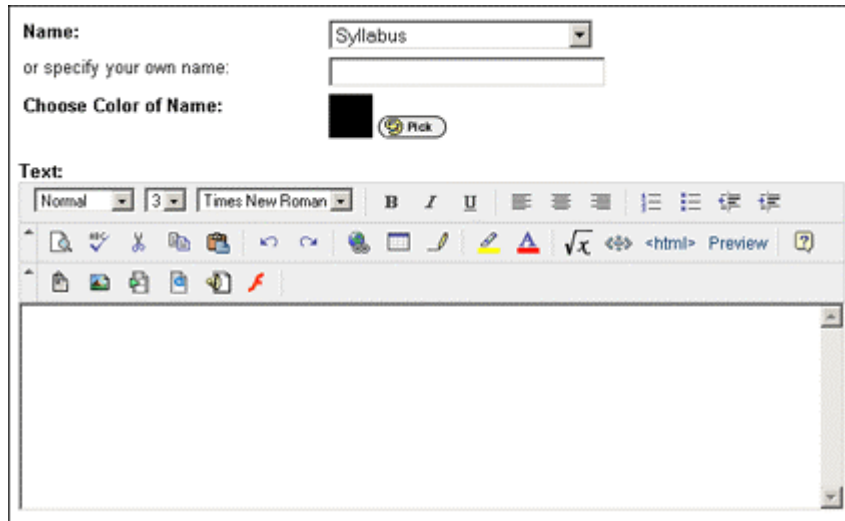 Name: Syllabus
or specify your own name:
Choose Color of Name: Pick
Text:
Normal 3 Times New Roman B I U
ABC √x <html> Preview ?